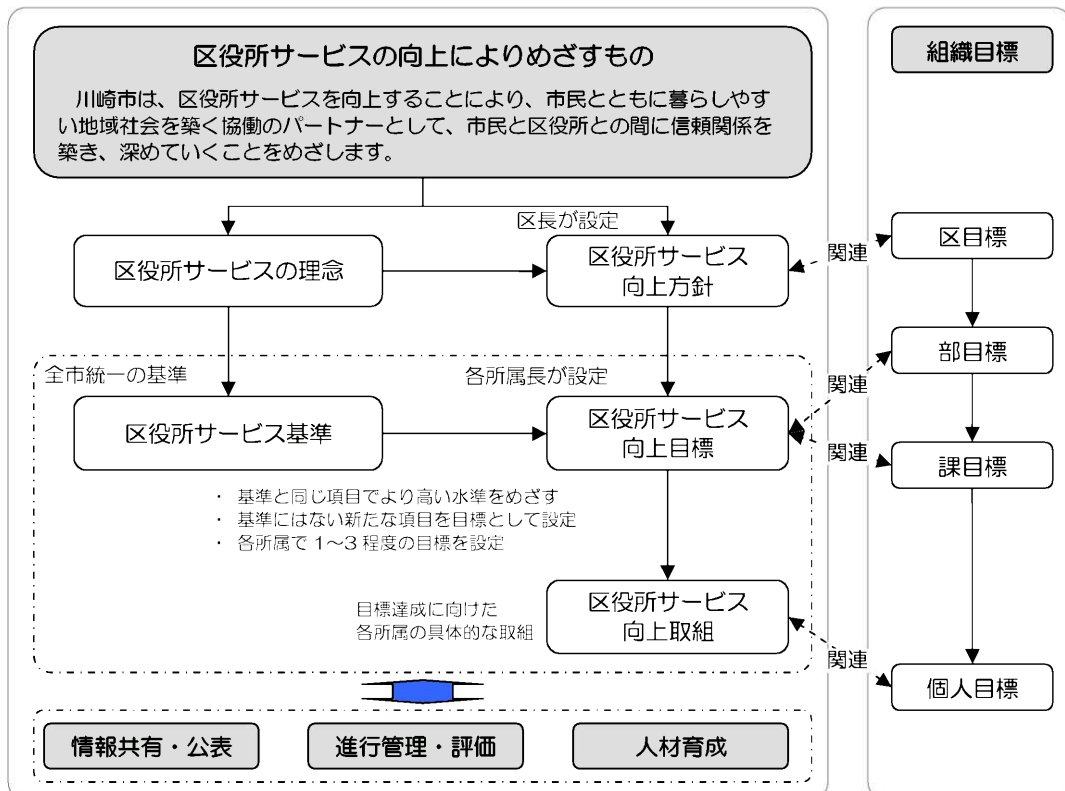 区役所サービスの向上によりめざすもの
川崎市は、区役所サービスを向上することにより、市民とともに暮らしやす
い地域社会を築く協働のパートナーとして、市民と区役所との間に信頼関係を
築き、深めていくことをめざします。
組織目標
区長が設定
区役所サービスの理念
区役所サービス
向上方針
関連
区目標
全市統一の基準
各所属長が設定
関連
部目標
区役所サービス基準
区役所サービス
向上目標
関連
課目標
・ 基準と同じ項目でより高い水準をめざす
・ 基準にはない新たな項目を目標として設定
・ 各所属で1～3程度の目標を設定
目標達成に向けた
各所属の具体的な取組
区役所サービス
向上取組
関連
個人目標
情報共有・公表
進行管理・評価
人材育成